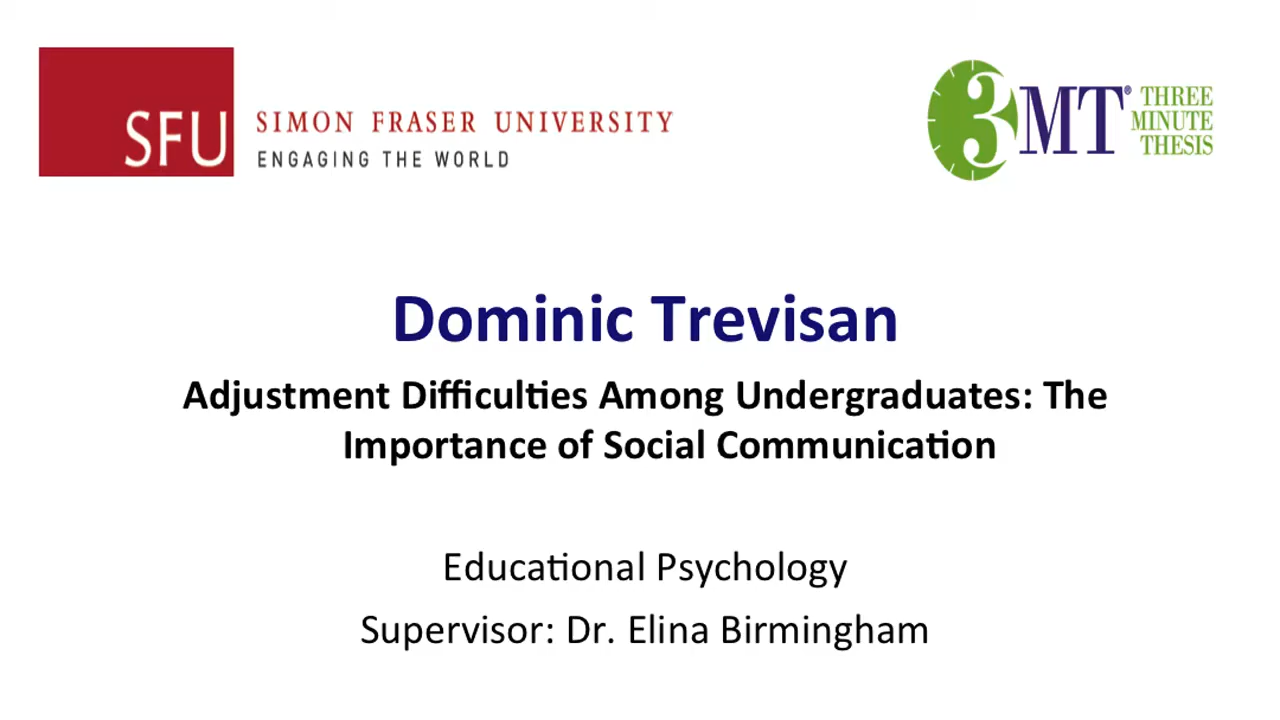 SFU
SIMON FRASER UNIVERSITY
ENGAGING THE WORLD
3MT® THREE
MINUTE
THESIS
Dominic Trevisan
Adjustment Difficulties Among Undergraduates: The
Importance of Social Communication
Educational Psychology
Supervisor: Dr. Elina Birmingham